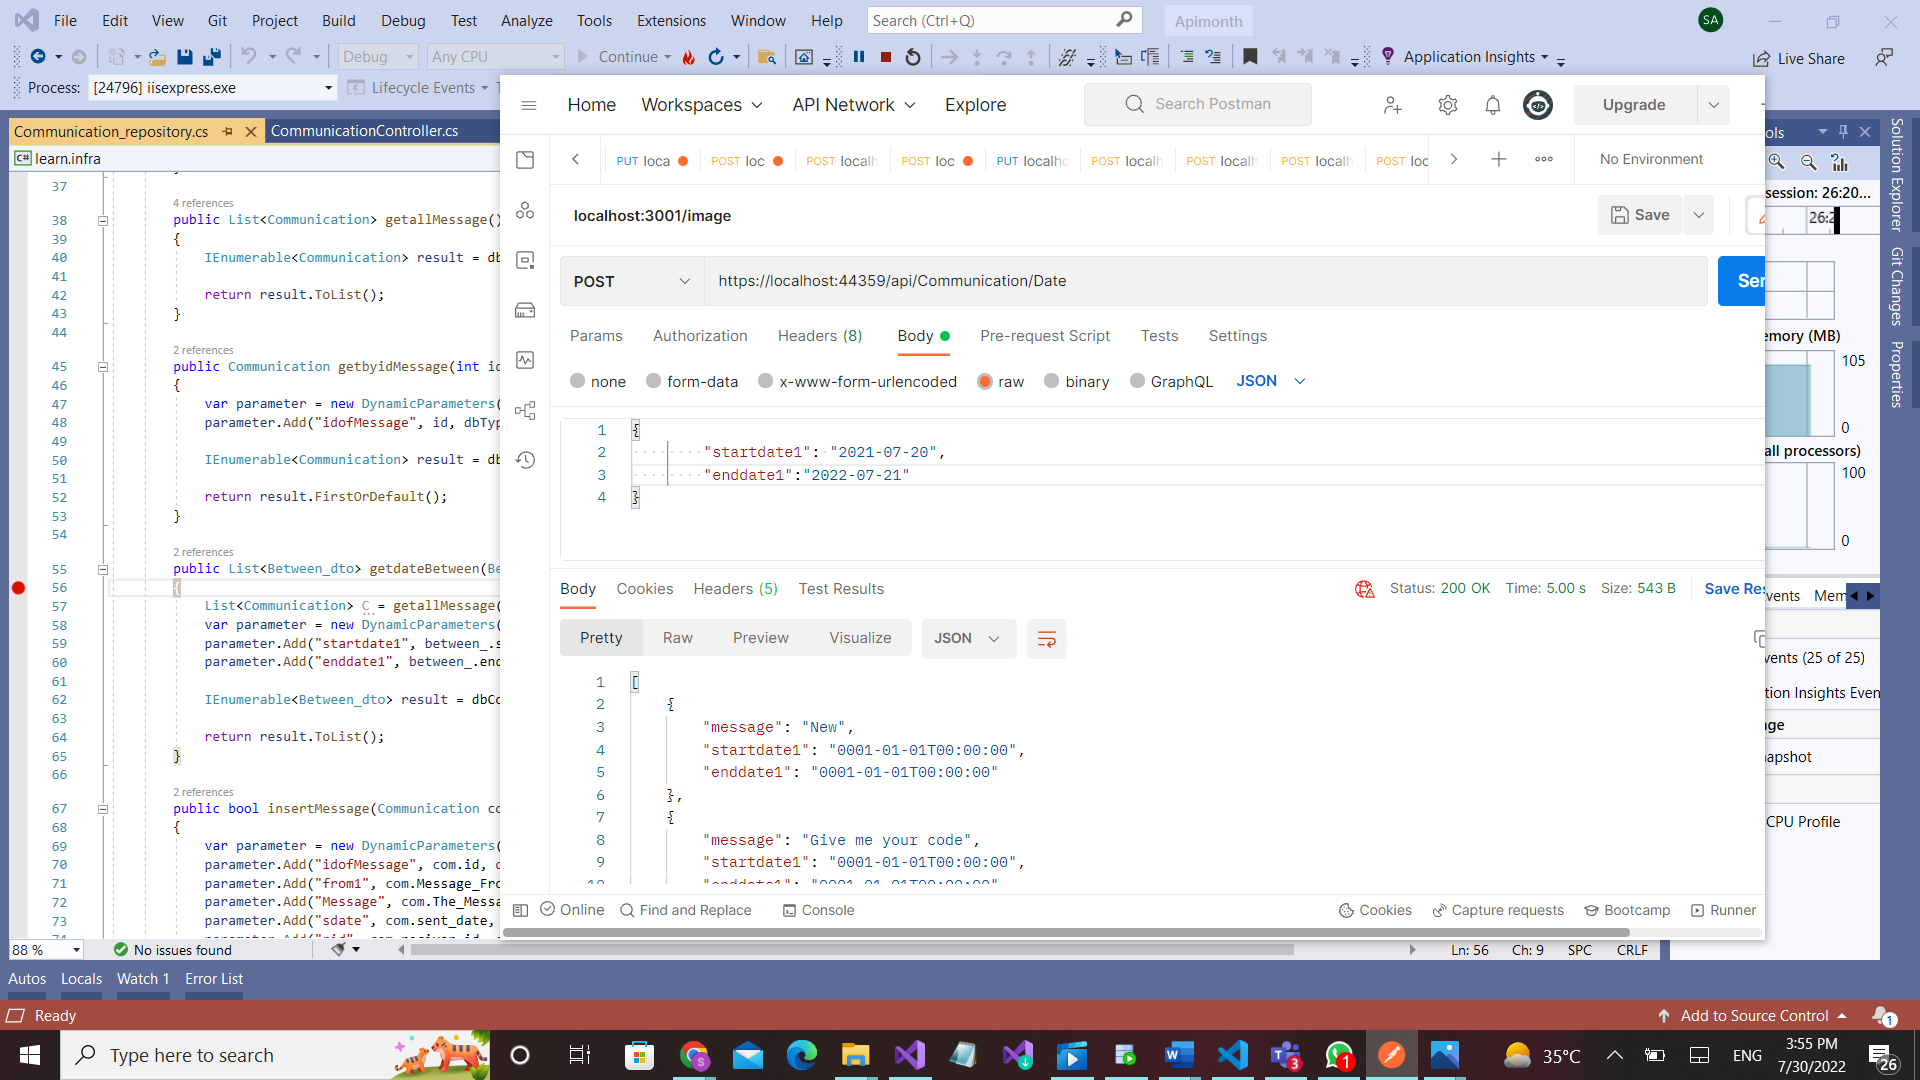 File Edit View Git Project Build Debug Test Analyze Tools Extensions Window Help Search (Ctrl+Q) Apimonth SA
Debug Any CPU Continue Application Insights Live Share
Process: [24796] iisexpress.exe Lifecycle Events
Communication_repository.cs CommunicationController.cs
C# learn.infra
37
4 references
38 public List<Communication> getallMessage()
39 {
40 IEnumerable<Communication> result = db
41
42 return result.ToList();
43 }
44
2 references
45 public Communication getbyidMessage(int id
46 {
47 var parameter = new DynamicParameters(
48 parameter.Add("idofMessage", id, dbTyp
49
50 IEnumerable<Communication> result = db
51
52 return result.FirstOrDefault();
53 }
54
2 references
55 public List<Between_dto> getdateBetween(Be
56 {
57 List<Communication> C = getallMessage(
58 var parameter = new DynamicParameters(
59 parameter.Add("startdate1", between_.s
60 parameter.Add("enddate1", between_.end
61
62 IEnumerable<Between_dto> result = dbCo
63
64 return result.ToList();
65 }
66
2 references
67 public bool insertMessage(Communication co
68 {
69 var parameter = new DynamicParameters(
70 parameter.Add("idofMessage", com.id, d
71 parameter.Add("from1", com.Message_Fro
72 parameter.Add("Message", com.The_Messa
73 parameter.Add("sdate", com.sent_date,
88 % No issues found
Home Workspaces API Network Explore Search Postman Upgrade
PUT loca POST loc POST localh POST loc PUT localho POST localh POST localh POST localh POST loc No Environment
localhost:3001/image Save
POST https://localhost:44359/api/Communication/Date Sen
Params Authorization Headers (8) Body Pre-request Script Tests Settings
none form-data x-www-form-urlencoded raw binary GraphQL JSON
1 {
2 "startdate1": "2021-07-20",
3 "enddate1":"2022-07-21"
4 }
Body Cookies Headers (5) Test Results Status: 200 OK Time: 5.00 s Size: 543 B Save Res
Pretty Raw Preview Visualize JSON
1 [
2 {
3 "message": "New",
4 "startdate1": "0001-01-01T00:00:00",
5 "enddate1": "0001-01-01T00:00:00"
6 },
7 {
8 "message": "Give me your code",
9 "startdate1": "0001-01-01T00:00:00",
10 "enddate1": "0001-01-01T00:00:00"
Online Find and Replace Console Cookies Capture requests Bootcamp Runner
Ln: 56 Ch: 9 SPC CRLF
ols
session: 26:20...
26:2
emory (MB)
105
0
all processors)
100
0
vents Mem
vents (25 of 25)
tion Insights Even
ge
napshot
CPU Profile
Solution Explorer
Git Changes
Properties
Autos Locals Watch 1 Error List
Ready Add to Source Control 1
Type here to search 3 1 35°C ENG 3:55 PM
7/30/2022 26